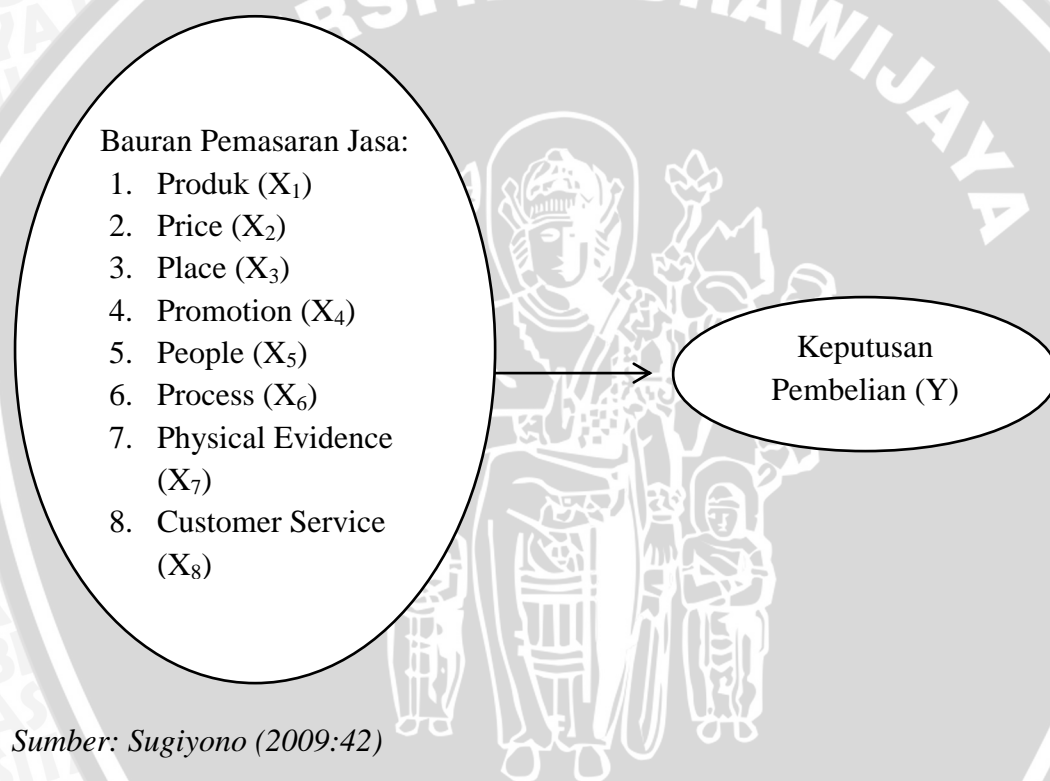 Bauran Pemasaran Jasa:
1. Produk (X₁)
2. Price (X₂)
3. Place (X₃)
4. Promotion (X₄)
5. People (X₅)
6. Process (X₆)
7. Physical Evidence
(X₇)
8. Customer Service
(X₈)
Keputusan
Pembelian (Y)
Sumber: Sugiyono (2009:42)